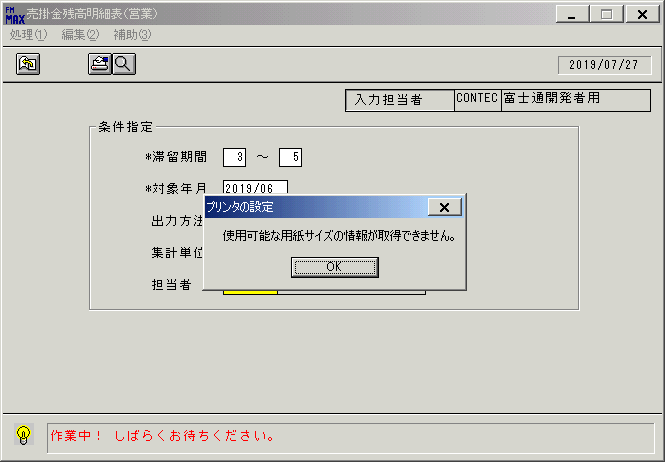 FM MAX 売掛金残高明細表(営業)
処理(1) 編集(2) 補助(3)
2019/07/27
入力担当者 CONTEC 富士通開発者用
条件指定
*滞留期間 3 ～ 5
*対象年月 2019/06
プリンタの設定
出力方法
使用可能な用紙サイズの情報が取得できません。
集計単位
OK
担当者
作業中！ しばらくお待ちください。